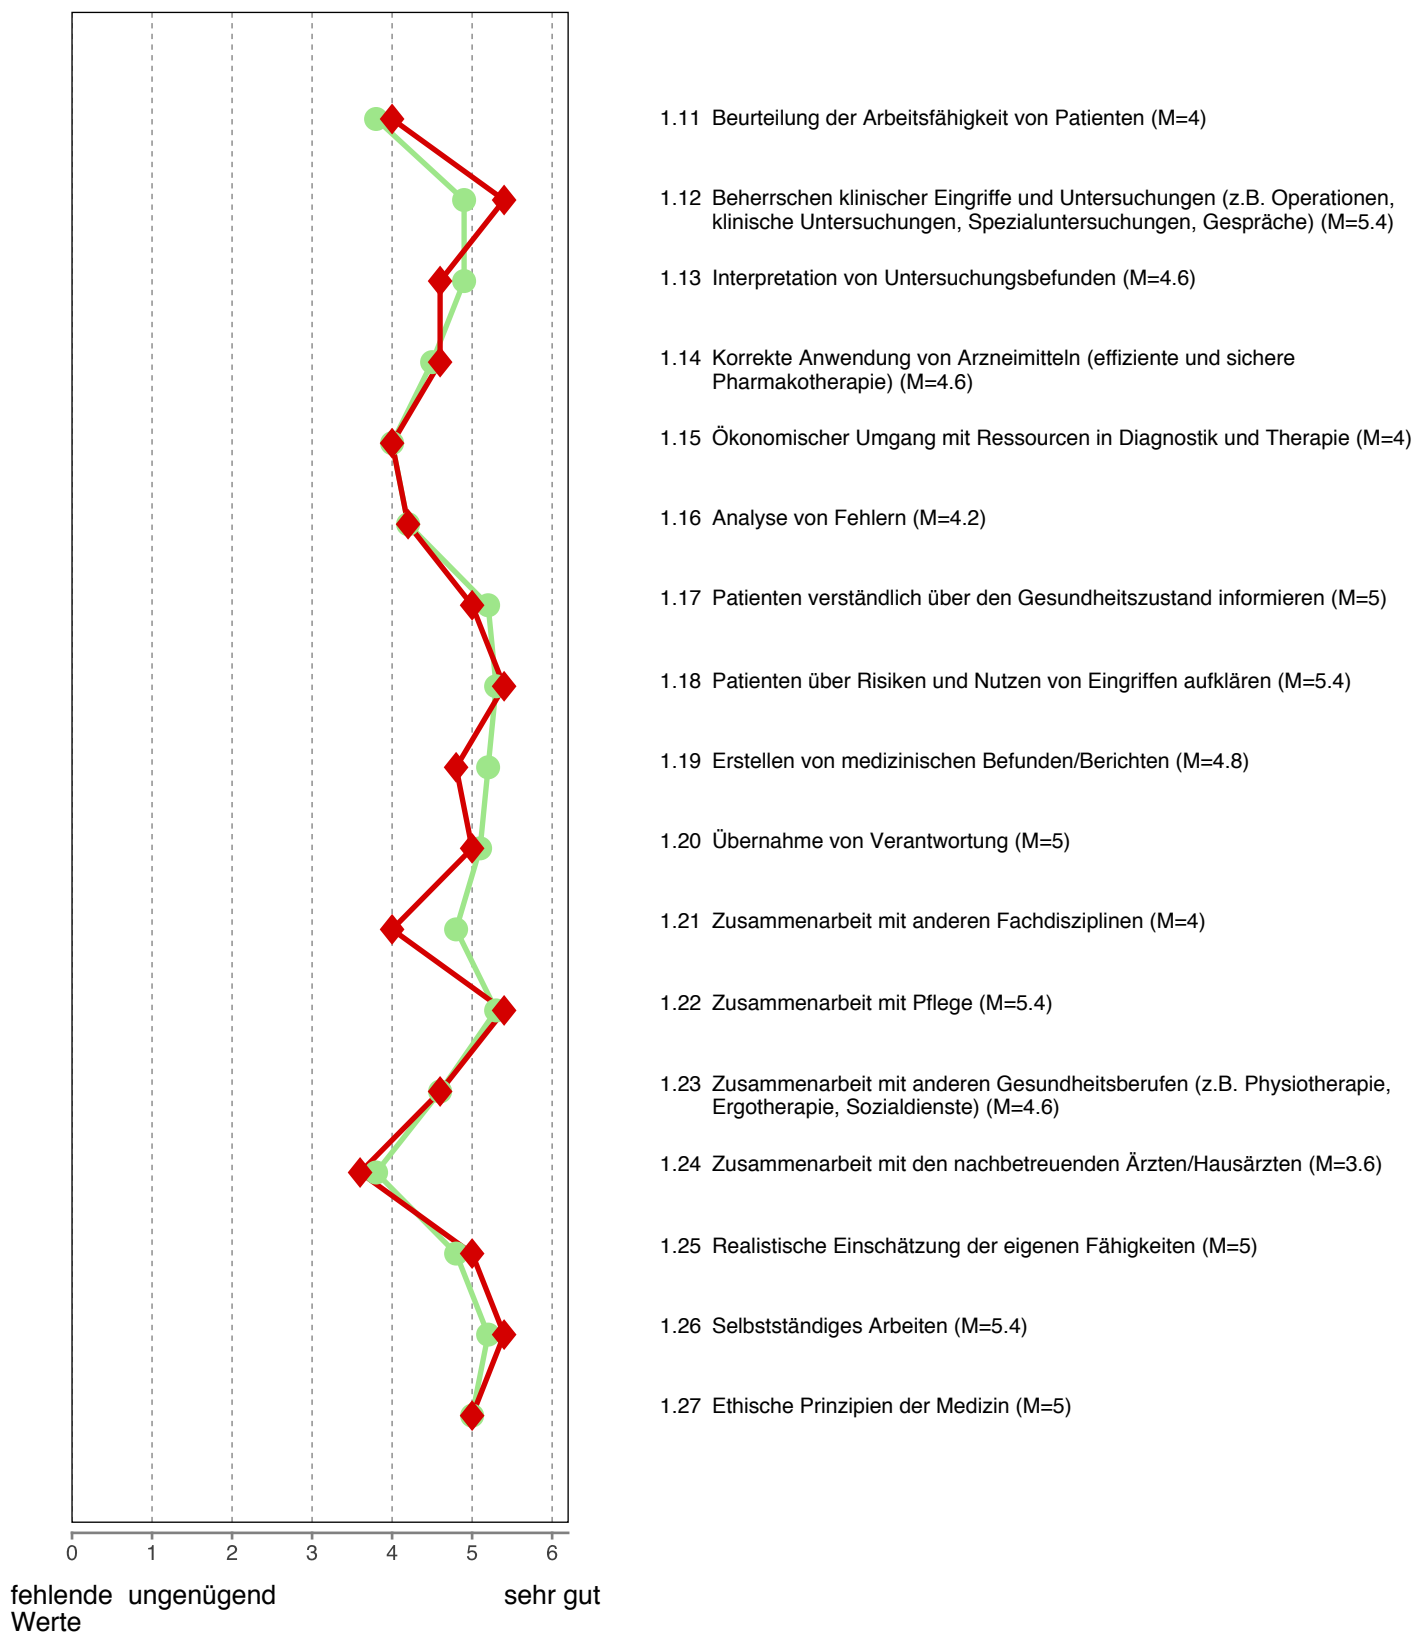 1.11 Beurteilung der Arbeitsfähigkeit von Patienten (M=4)
1.12 Beherrschen klinischer Eingriffe und Untersuchungen (z.B. Operationen,
klinische Untersuchungen, Spezialuntersuchungen, Gespräche) (M=5.4)
1.13 Interpretation von Untersuchungsbefunden (M=4.6)
1.14 Korrekte Anwendung von Arzneimitteln (effiziente und sichere
Pharmakotherapie) (M=4.6)
1.15 Ökonomischer Umgang mit Ressourcen in Diagnostik und Therapie (M=4)
1.16 Analyse von Fehlern (M=4.2)
1.17 Patienten verständlich über den Gesundheitszustand informieren (M=5)
1.18 Patienten über Risiken und Nutzen von Eingriffen aufklären (M=5.4)
1.19 Erstellen von medizinischen Befunden/Berichten (M=4.8)
1.20 Übernahme von Verantwortung (M=5)
1.21 Zusammenarbeit mit anderen Fachdisziplinen (M=4)
1.22 Zusammenarbeit mit Pflege (M=5.4)
1.23 Zusammenarbeit mit anderen Gesundheitsberufen (z.B. Physiotherapie,
Ergotherapie, Sozialdienste) (M=4.6)
1.24 Zusammenarbeit mit den nachbetreuenden Ärzten/Hausärzten (M=3.6)
1.25 Realistische Einschätzung der eigenen Fähigkeiten (M=5)
1.26 Selbstständiges Arbeiten (M=5.4)
1.27 Ethische Prinzipien der Medizin (M=5)
0 1 2 3 4 5 6
fehlende ungenügend sehr gut
Werte